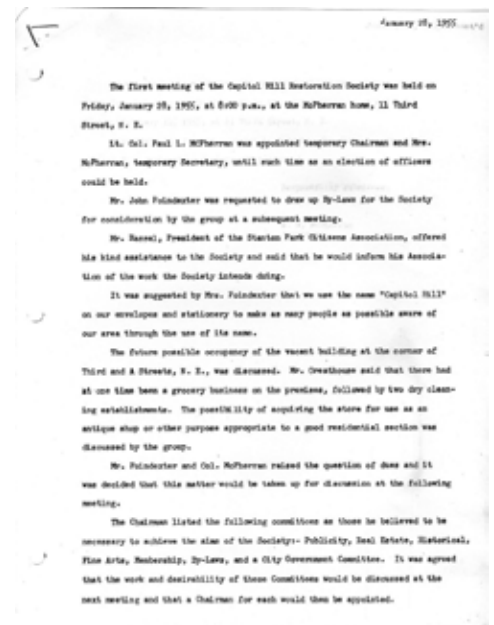 January 28, 1955
The first meeting of the Capitol Hill Restoration Society was held on
Friday, January 28, 1955, at 8:00 p.m., at the McPherran home, 11 Third
Street, N. E.
Lt. Col. Paul L. McPherran was appointed temporary Chairman and Mrs.
McPherran, temporary Secretary, until such time as an election of officers
could be held.
Mr. John Poindexter was requested to draw up By-laws for the Society
for consideration by the group at a subsequent meeting.
Mr. President of the Stanton Park Citizens Association, offered
his kind assistance to the Society and said that he would inform his Associa-
tion of the work the Society intends doing.
It was suggested by Mrs. Poindexter that we use the name "Capitol Hill"
on our envelopes and stationery to make as many people as possible aware of
our area through the use of its name.
The future possible occupancy of the vacant building at the corner of
Third and A Streets, N. E., was discussed. Mr. said that there had
at one time been a grocery business on the premises, followed by two dry clean-
ing establishments. The possibility of acquiring the store for use as an
antique shop or other purpose appropriate to a good residential section was
discussed by the group.
Mr. Poindexter and Col. McPherran raised the question of dues and it
was decided that this matter would be taken up for discussion at the following
meeting.
The Chairman listed the following committees as those he believed to be
necessary to achieve the aims of the Society:- Publicity, Real Estate, Historical,
Fine Arts, Membership, By-laws, and a City Government Committee. It was agreed
that the work and desirability of these Committees would be discussed at the
next meeting and that a Chairman for each would then be appointed.